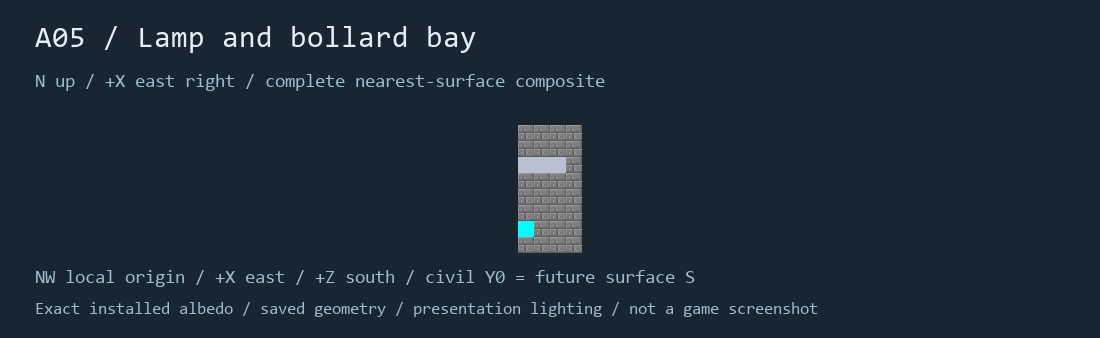 A05 / Lamp and bollard bay
N up / +X east right / complete nearest-surface composite
NW local origin / +X east / +Z south / civil Y0 = future surface S
Exact installed albedo / saved geometry / presentation lighting / not a game screenshot